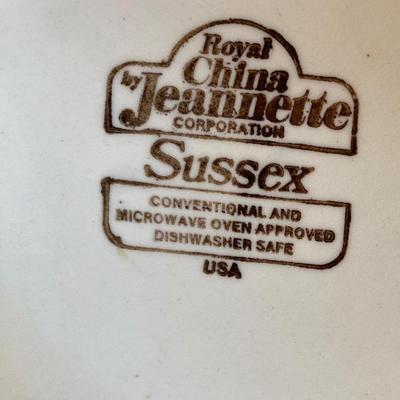 Royal
China
by Jeannette
CORPORATION
Sussex
CONVENTIONAL AND
MICROWAVE OVEN APPROVED
DISHWASHER SAFE
USA